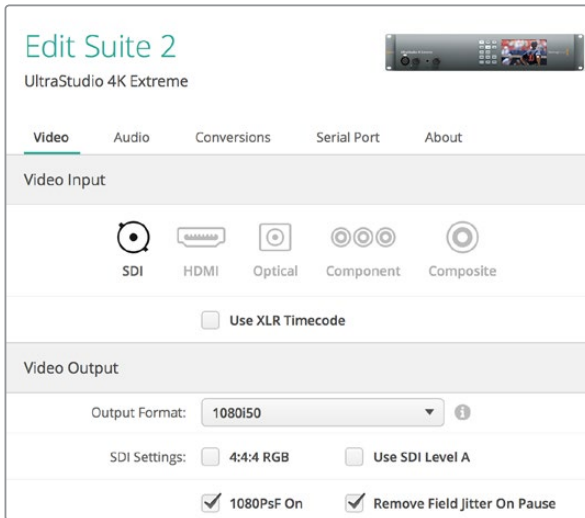 Edit Suite 2
UltraStudio 4K Extreme
Video Audio Conversions Serial Port About
Video Input
SDI HDMI Optical Component Composite
Use XLR Timecode
Video Output
Output Format: 1080i50
SDI Settings: 4:4:4 RGB Use SDI Level A
1080PsF On Remove Field Jitter On Pause